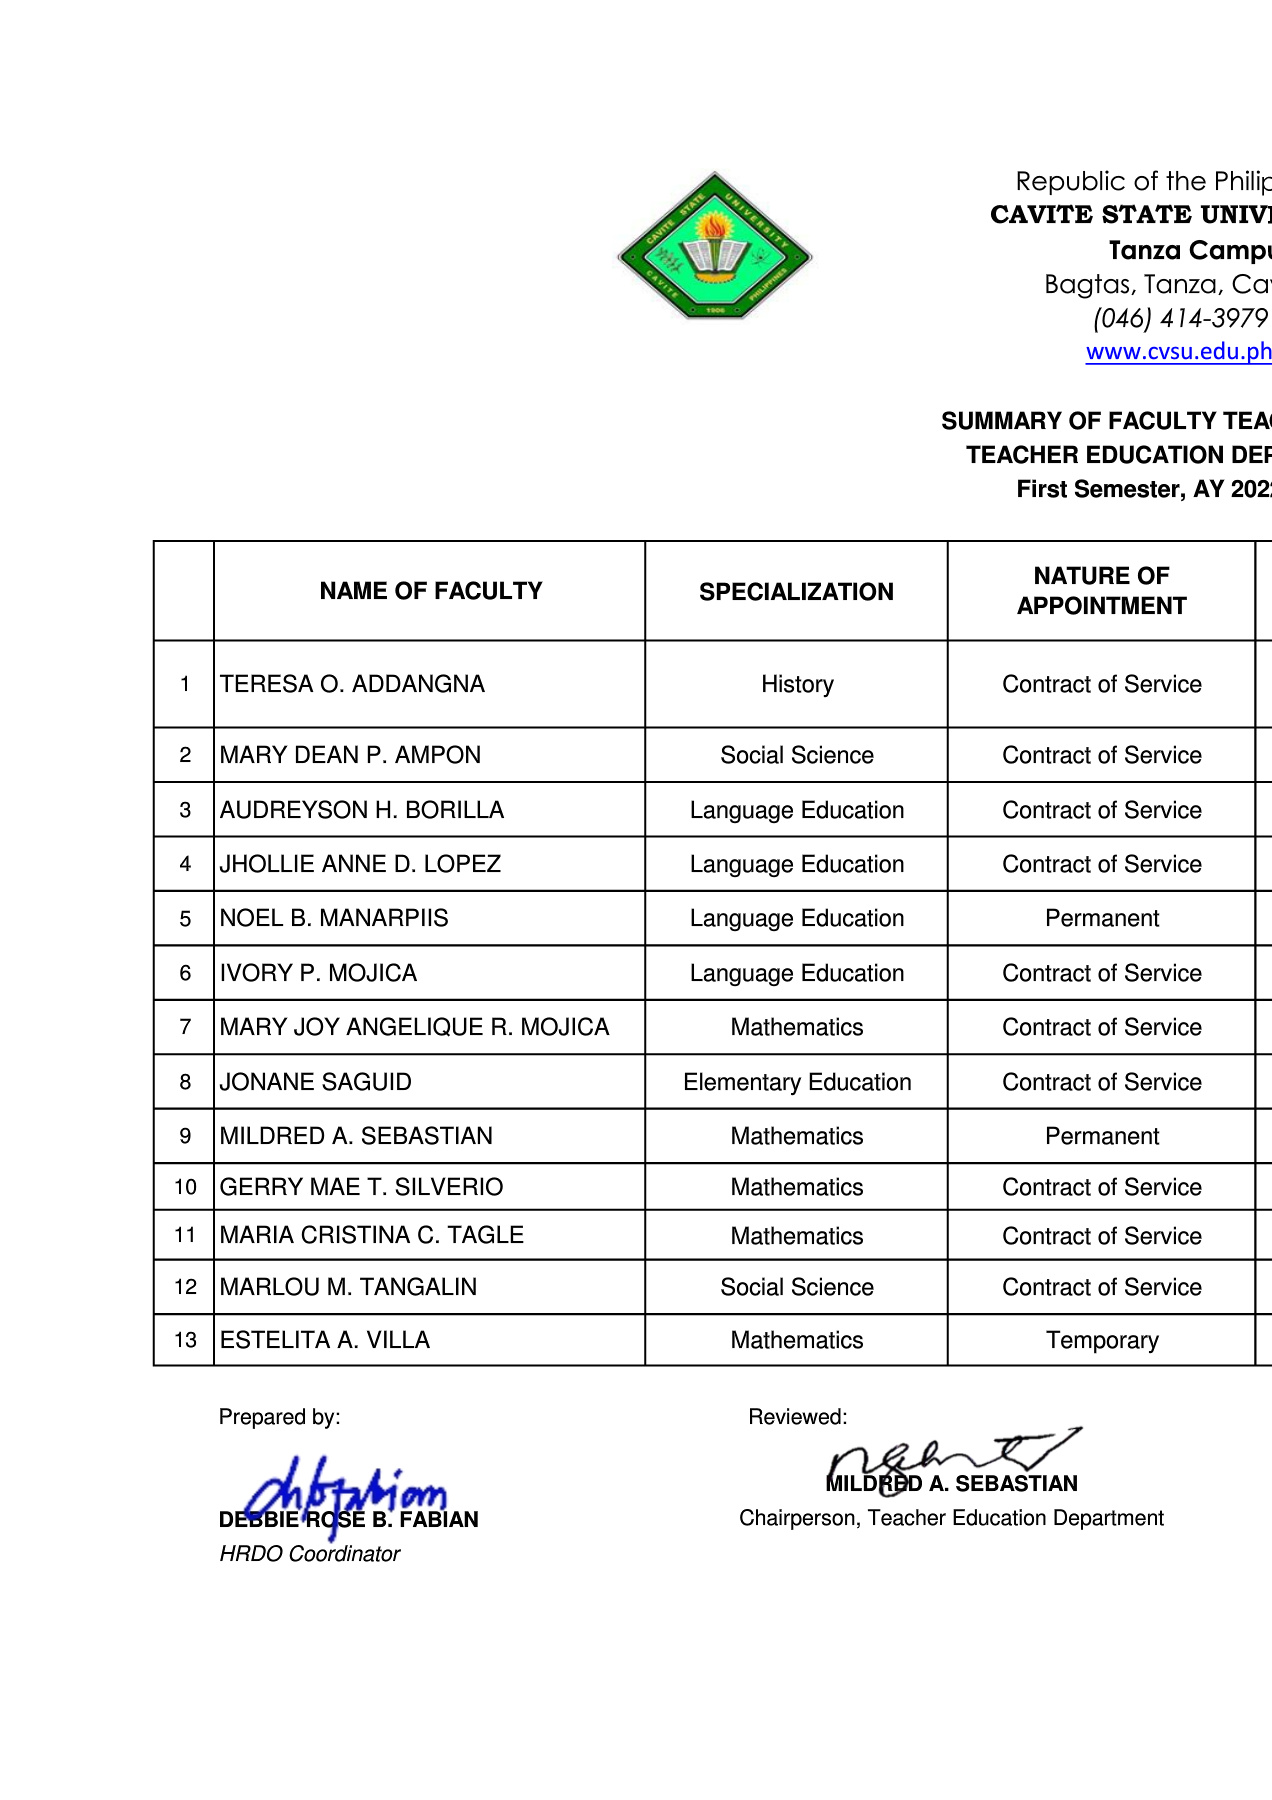 CAVITE STATE UNIVERSITY
CAVITE PHILIPPINES
1906
Republic of the Philip
CAVITE STATE UNIVE
Tanza Campu
Bagtas, Tanza, Cav
(046) 414-3979
www.cvsu.edu.ph
SUMMARY OF FACULTY TEAC
TEACHER EDUCATION DEP
First Semester, AY 2022
NAME OF FACULTY SPECIALIZATION NATURE OF APPOINTMENT
1 TERESA O. ADDANGNA History Contract of Service
2 MARY DEAN P. AMPON Social Science Contract of Service
3 AUDREYSON H. BORILLA Language Education Contract of Service
4 JHOLLIE ANNE D. LOPEZ Language Education Contract of Service
5 NOEL B. MANARPIIS Language Education Permanent
6 IVORY P. MOJICA Language Education Contract of Service
7 MARY JOY ANGELIQUE R. MOJICA Mathematics Contract of Service
8 JONANE SAGUID Elementary Education Contract of Service
9 MILDRED A. SEBASTIAN Mathematics Permanent
10 GERRY MAE T. SILVERIO Mathematics Contract of Service
11 MARIA CRISTINA C. TAGLE Mathematics Contract of Service
12 MARLOU M. TANGALIN Social Science Contract of Service
13 ESTELITA A. VILLA Mathematics Temporary
Prepared by: Reviewed:
MILDRED A. SEBASTIAN
DEBBIE ROSE B. FABIAN
Chairperson, Teacher Education Department
HRDO Coordinator